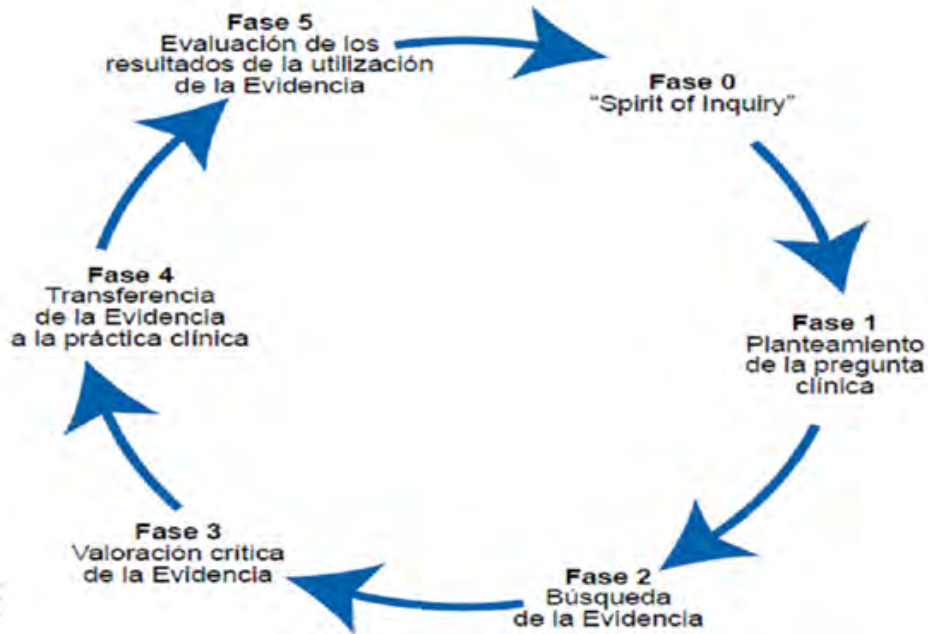 Fase 5
Evaluación de los
resultados de la utilización
de la Evidencia
Fase 0
“Spirit of Inquiry”
Fase 1
Planteamiento
de la pregunta
clínica
Fase 2
Búsqueda
de la Evidencia
Fase 3
Valoración crítica
de la Evidencia
Fase 4
Transferencia
de la Evidencia
a la práctica clínica